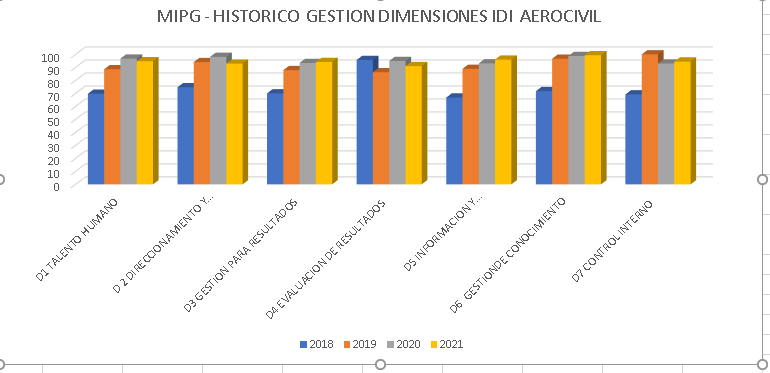 MIPG - HISTORICO GESTION DIMENSIONES IDI AEROCIVIL
100
90
80
70
60
50
40
30
20
10
0
D1 TALENTO HUMANO
D 2 DIRECCIONAMIENTO Y...
D3 GESTION PARA RESULTADOS
D4 EVALUACION DE RESULTADOS
D5 INFORMACION Y...
D6 GESTIONDE CONOCIMIENTO
D7 CONTROL INTERNO
2018 2019 2020 2021